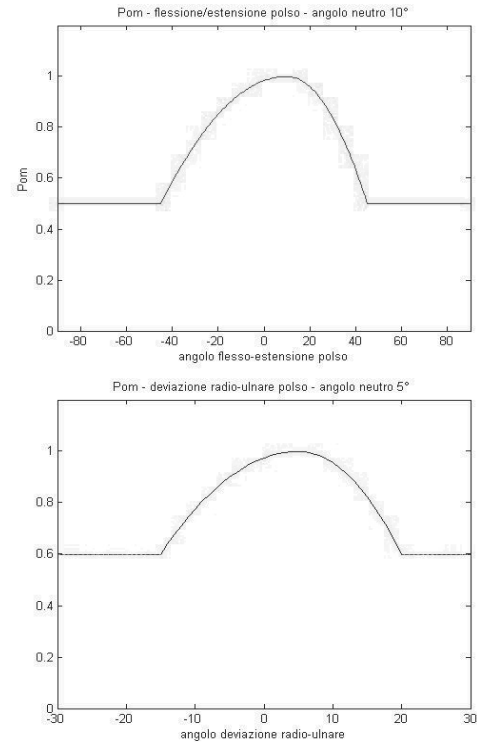 Pom - flessione/estensione polso - angolo neutro 10°
1
0.8
0.6
0.4
0.2
0
Pom
-80 -60 -40 -20 0 20 40 60 80
angolo flesso-estensione polso
Pom - deviazione radio-ulnare polso - angolo neutro 5°
1
0.8
0.6
0.4
0.2
0
-30 -20 -10 0 10 20 30
angolo deviazione radio-ulnare